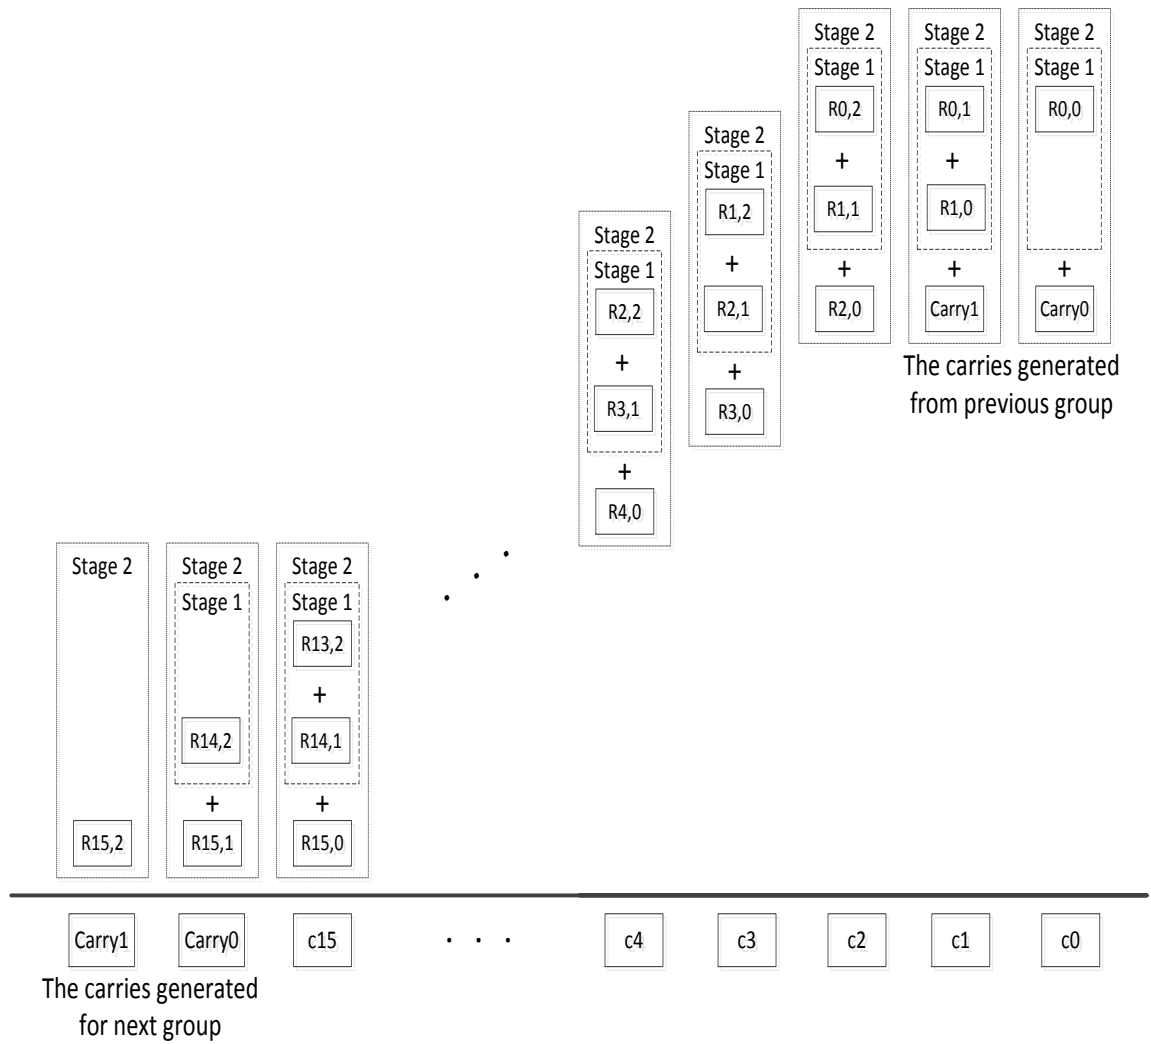 Stage 2
Stage 2
Stage 2
Stage 1
Stage 1
Stage 1
R0,2
R0,1
R0,0
+
+
R1,1
R1,0
+
+
+
R2,0
Carry1
Carry0
The carries generated
from previous group
Stage 2
Stage 1
R1,2
+
R2,1
+
R3,0
Stage 2
Stage 1
R2,2
+
R3,1
+
R4,0
. . .
Stage 2
Stage 2
Stage 2
Stage 1
Stage 1
R13,2
+
R14,2
R14,1
+
+
R15,2
R15,1
R15,0
Carry1
Carry0
c15
. . .
c4
c3
c2
c1
c0
The carries generated
for next group